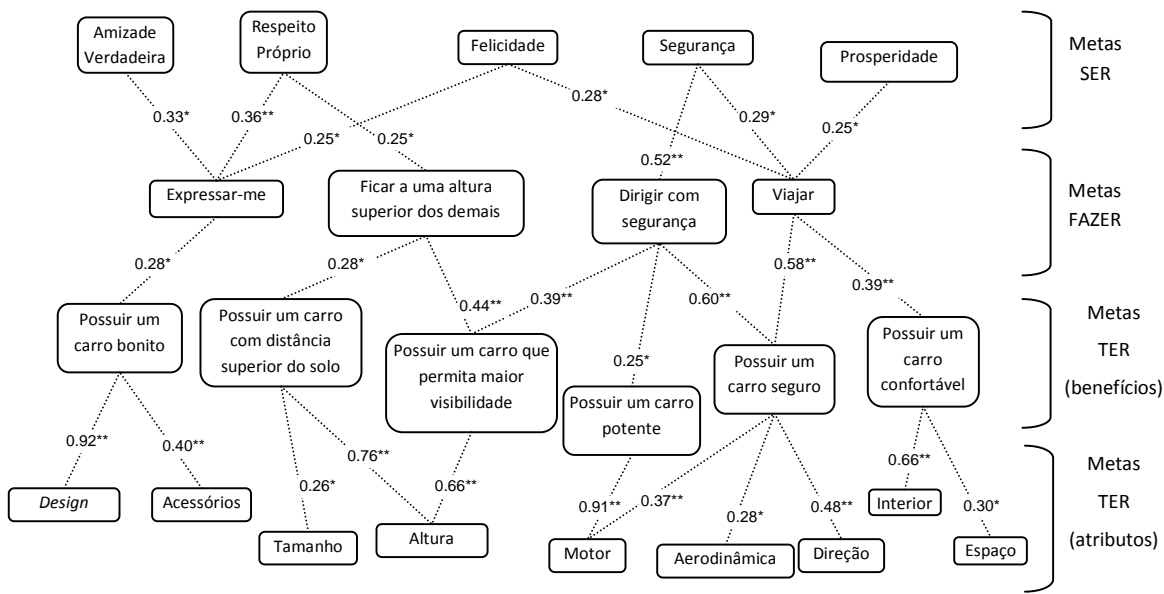 Amizade
Verdadeira
Respeito
Próprio
Felicidade
Segurança
Prosperidade
Metas
SER
0.33*
0.36**
0.25*
0.25*
0.28*
0.52**
0.29*
0.25*
Expressar-me
Ficar a uma altura
superior dos demais
Dirigir com
segurança
Viajar
Metas
FAZER
0.28*
0.28*
0.44**
0.39**
0.25*
0.60**
0.58**
0.39**
Possuir um
carro bonito
Possuir um carro
com distância
superior do solo
Possuir um carro que
permita maior
visibilidade
Possuir um carro
potente
Possuir um
carro seguro
Possuir um
carro
confortável
Metas
TER
(benefícios)
0.92**
0.40**
0.26*
0.76**
0.66**
0.91**
0.37**
0.28*
0.48**
0.66**
0.30*
Design
Acessórios
Tamanho
Altura
Motor
Aerodinâmica
Direção
Interior
Espaço
Metas
TER
(atributos)